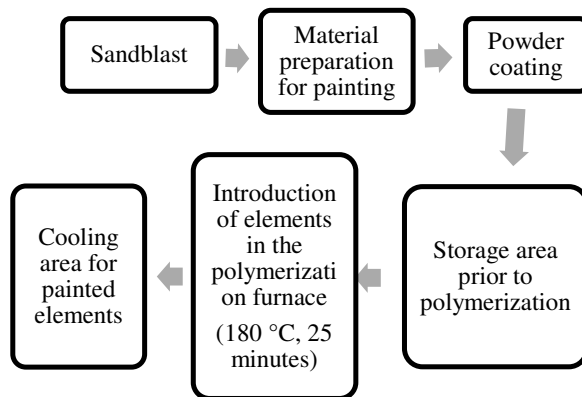 Sandblast
Material
preparation
for painting
Powder
coating
Storage area
prior to
polymerization
Introduction
of elements
in the
polymerizati
on furnace
(180 °C, 25
minutes)
Cooling
area for
painted
elements